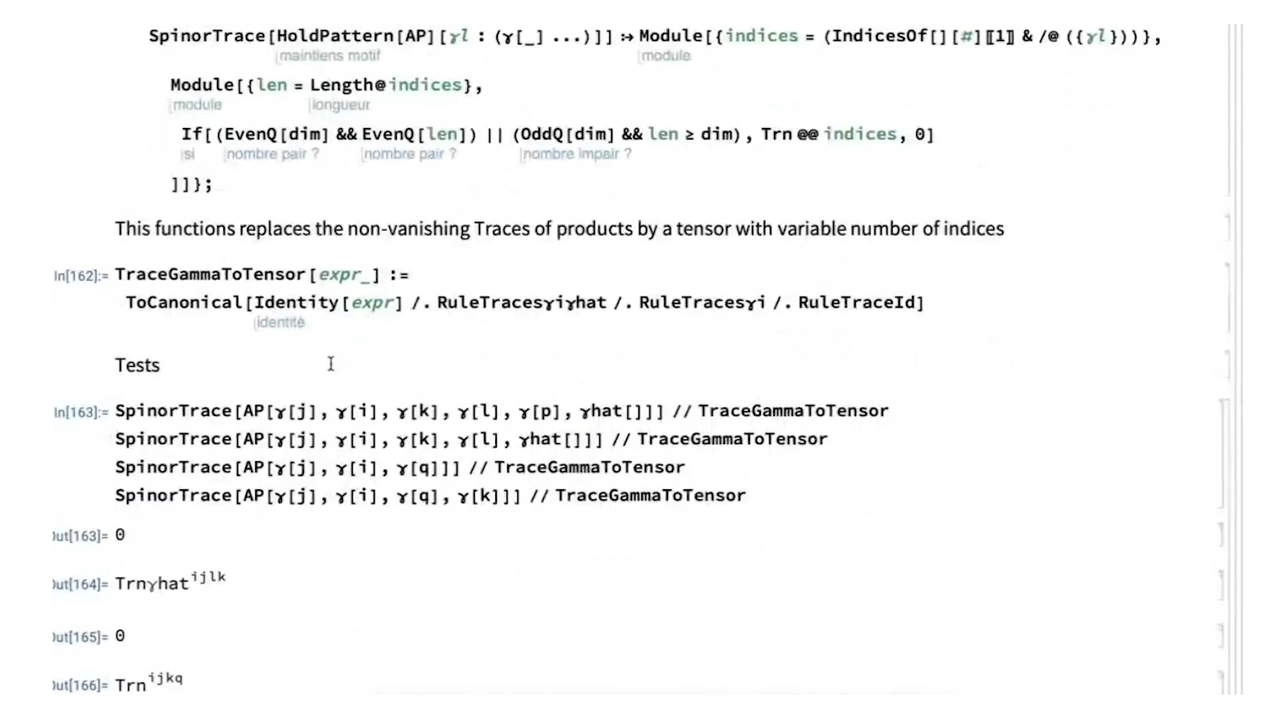 SpinorTrace[HoldPattern[AP][γl : (γ[_] ...)]] :→ Module[{indices = (IndicesOf[][#]⟦1⟧ & /@ ({γl}))},
maintiens motif module
Module[{len = Length@indices},
module longueur
If[(EvenQ[dim] && EvenQ[len]) || (OddQ[dim] && len ≥ dim), Trn @@ indices, 0]
si nombre pair ? nombre pair ? nombre impair ?
]]};
This functions replaces the non-vanishing Traces of products by a tensor with variable number of indices
In[162]:= TraceGammaToTensor[expr_] :=
ToCanonical[Identity[expr] /. RuleTracesγiγhat /. RuleTracesγi /. RuleTraceId]
identité
Tests
In[163]:= SpinorTrace[AP[γ[j], γ[i], γ[k], γ[l], γ[p], γhat[]]] // TraceGammaToTensor
SpinorTrace[AP[γ[j], γ[i], γ[k], γ[l], γhat[]]] // TraceGammaToTensor
SpinorTrace[AP[γ[j], γ[i], γ[q]]] // TraceGammaToTensor
SpinorTrace[AP[γ[j], γ[i], γ[q], γ[k]]] // TraceGammaToTensor
Out[163]= 0
Out[164]= Trnγhat^ijlk
Out[165]= 0
Out[166]= Trn^ijkq